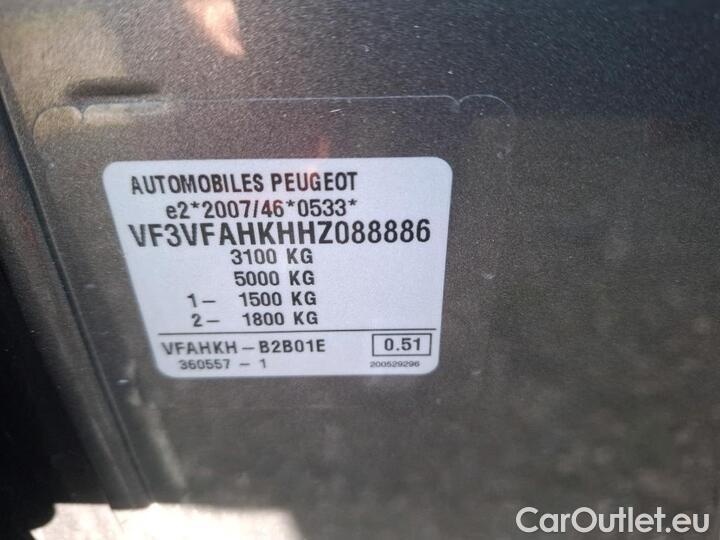 AUTOMOBILES PEUGEOT
e2*2007/46*0533*
VF3VFAHKHHZ088886
3100 KG
5000 KG
1- 1500 KG
2- 1800 KG
VFAHKH-B2B01E 0.51
360557-1 200529296
CarOutlet.eu